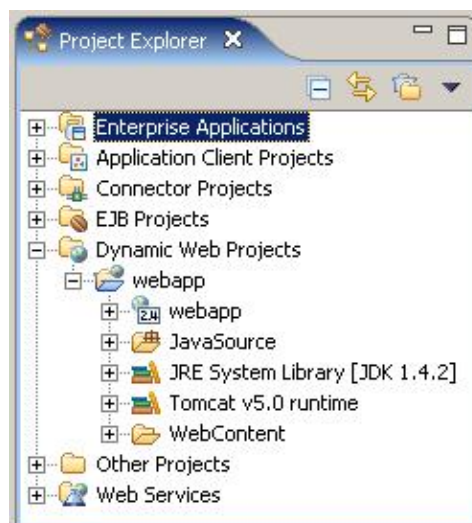 Project Explorer
Enterprise Applications
Application Client Projects
Connector Projects
EJB Projects
Dynamic Web Projects
webapp
2.4 webapp
JavaSource
JRE System Library [JDK 1.4.2]
Tomcat v5.0 runtime
WebContent
Other Projects
Web Services